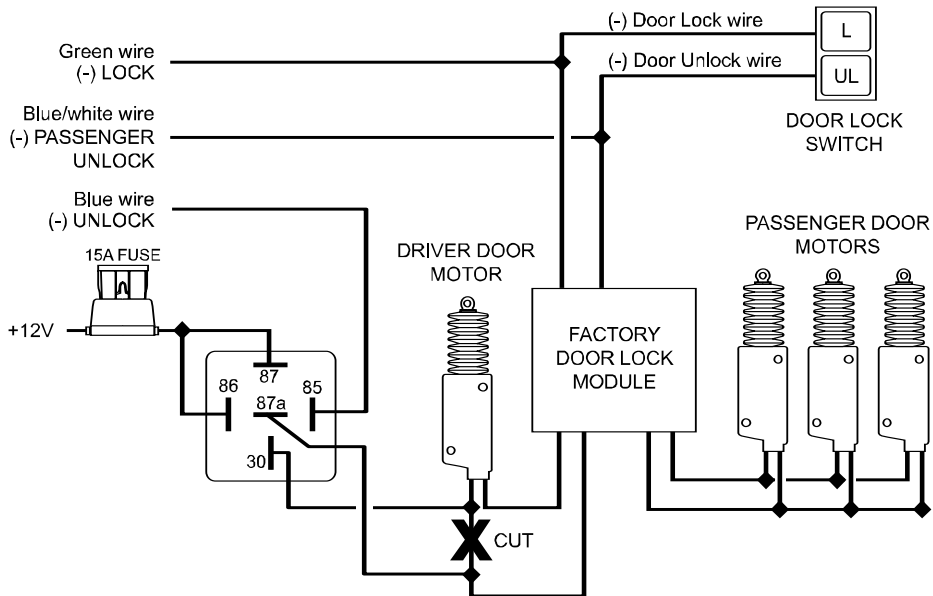 (-) Door Lock wire
L
Green wire
(-) LOCK
(-) Door Unlock wire
UL
Blue/white wire
(-) PASSENGER
UNLOCK
DOOR LOCK
SWITCH
Blue wire
(-) UNLOCK
15A FUSE
+12V
DRIVER DOOR
MOTOR
PASSENGER DOOR
MOTORS
FACTORY
DOOR LOCK
MODULE
87
86
85
87a
30
CUT